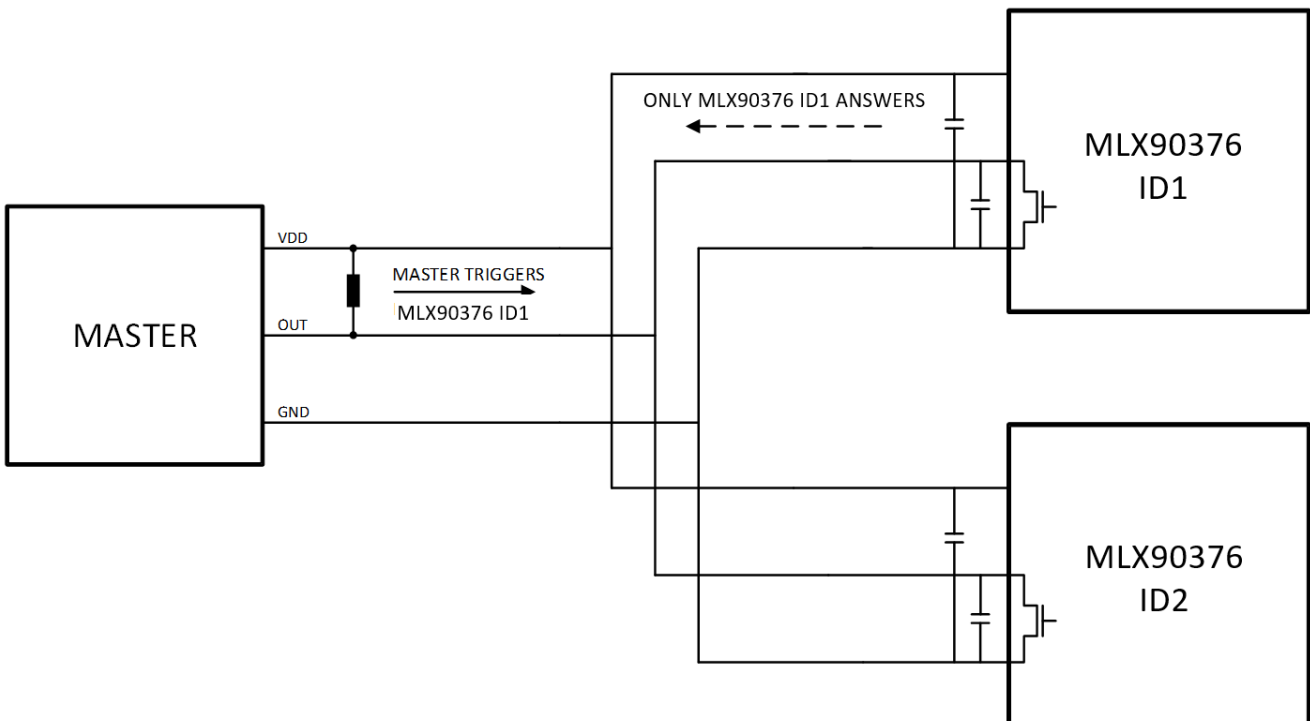 ONLY MLX90376 ID1 ANSWERS
MLX90376
ID1
VDD
MASTER TRIGGERS
MLX90376 ID1
OUT
MASTER
GND
MLX90376
ID2